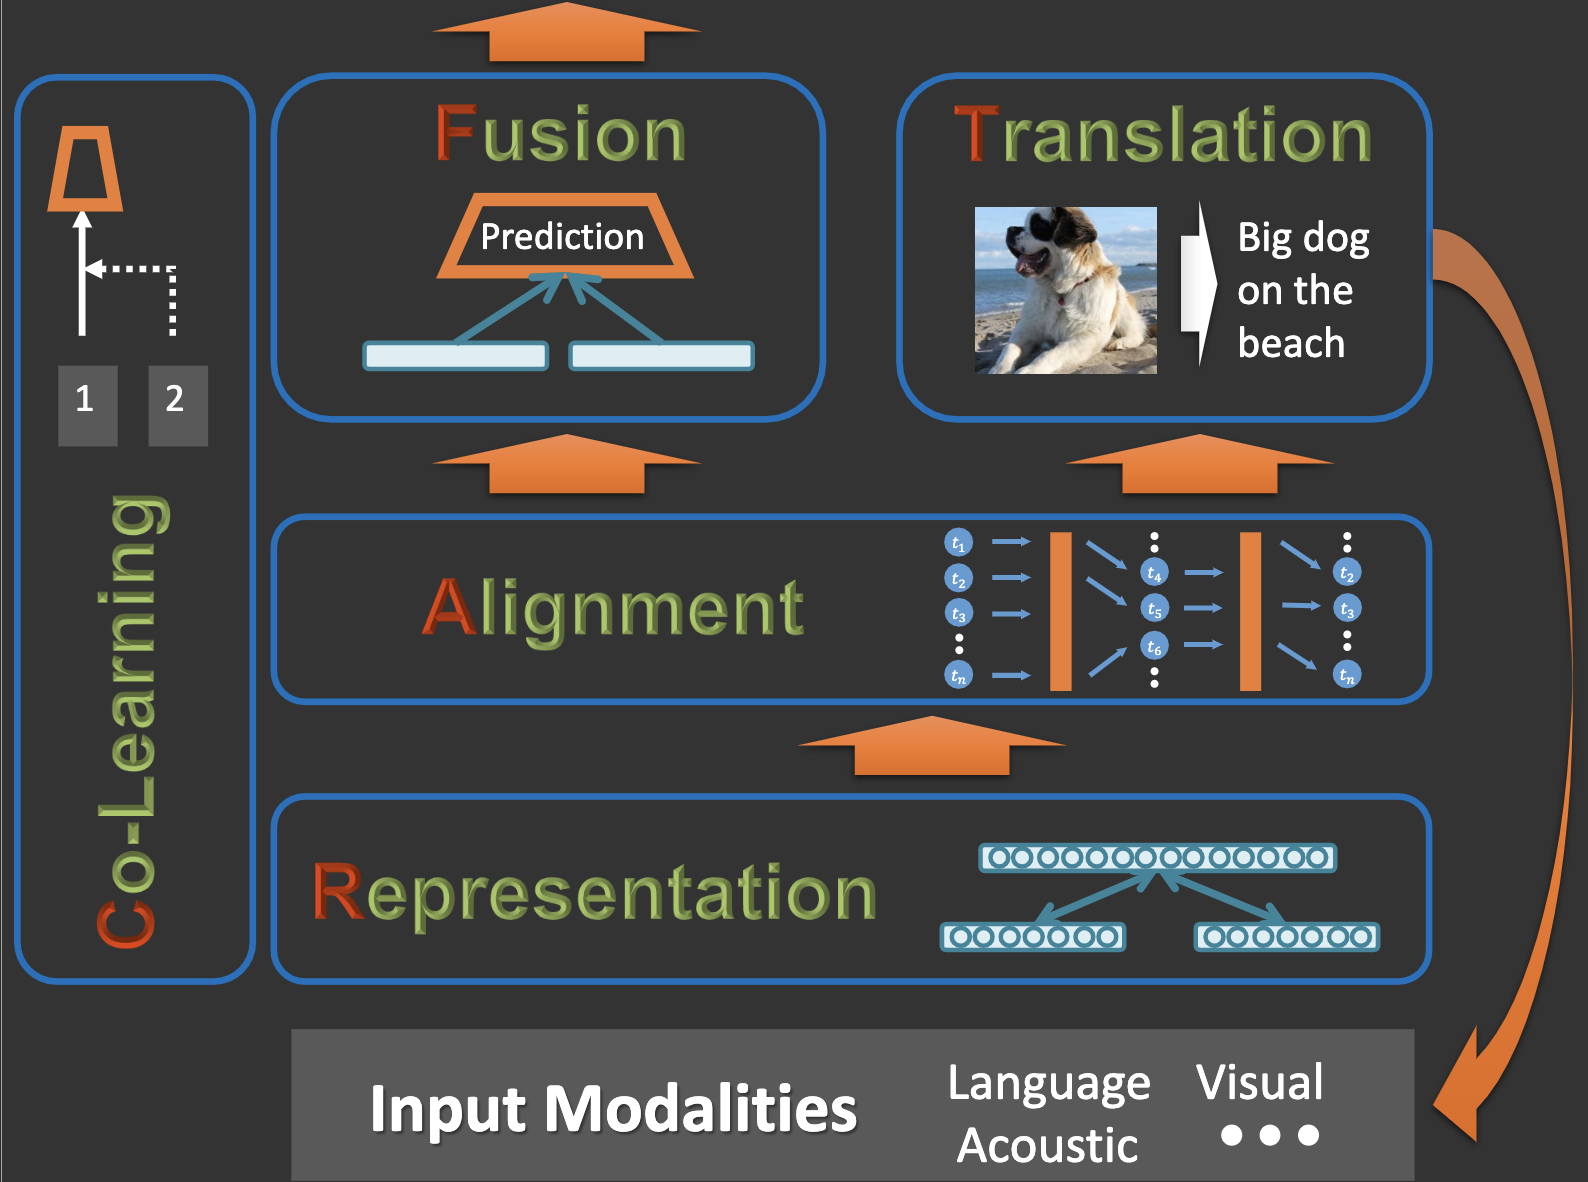 Fusion
Prediction
Translation
Big dog
on the
beach
1
2
Co-Learning
Alignment
t1
t2
t3
tn
t4
t5
t6
t2
t3
tn
Representation
Input Modalities
Language
Visual
Acoustic